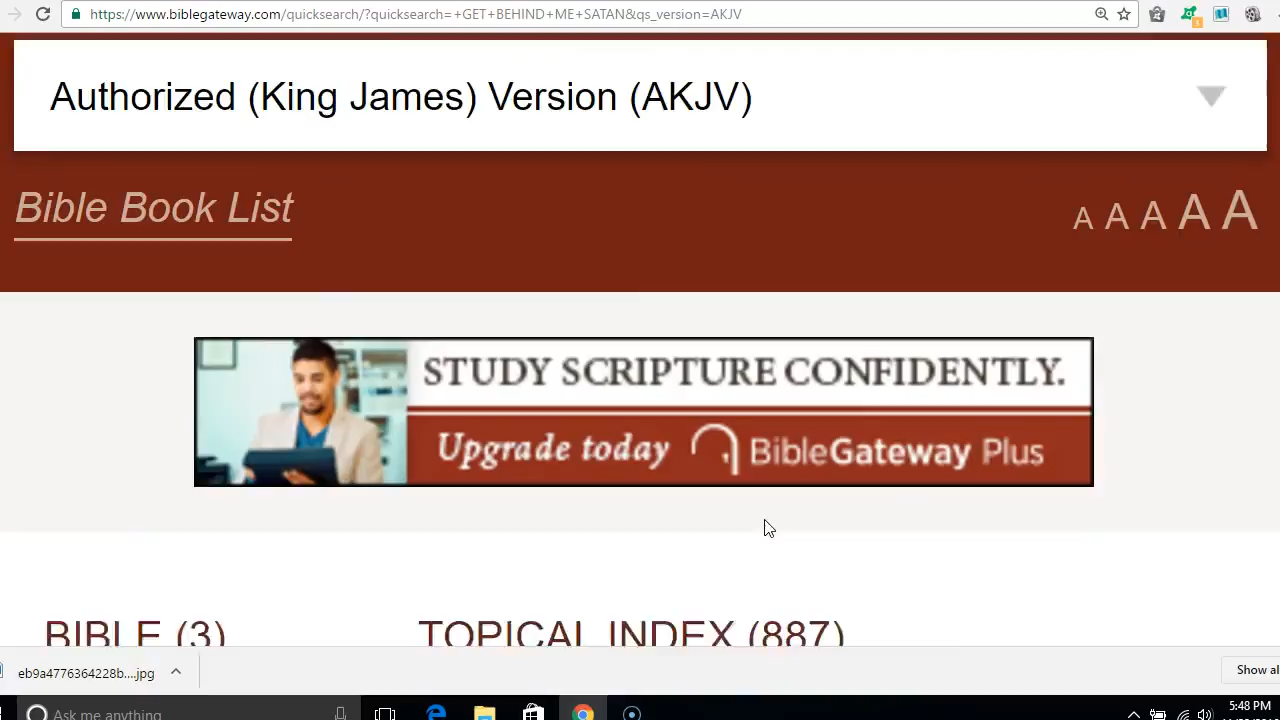 https://www.biblegateway.com/quicksearch/?quicksearch=+GET+BEHIND+ME+SATAN&qs_version=AKJV
Authorized (King James) Version (AKJV)
Bible Book List
A A A A A
STUDY SCRIPTURE CONFIDENTLY.
Upgrade today BibleGateway Plus
BIBLE (3) TOPICAL INDEX (887)
eb9a4776364228b....jpg
Show al
Ask me anything
5:48 PM